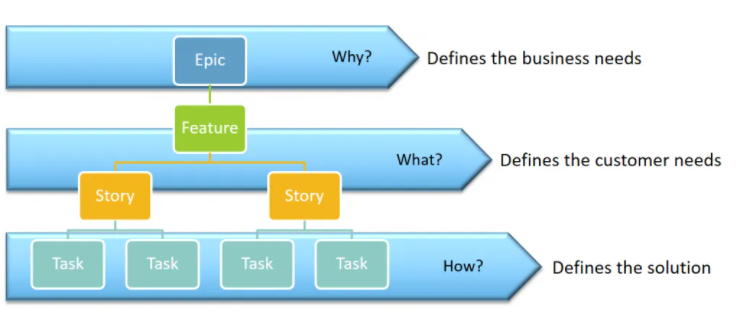 Epic
Why?
Defines the business needs
Feature
What?
Defines the customer needs
Story
Story
Task
Task
Task
Task
How?
Defines the solution